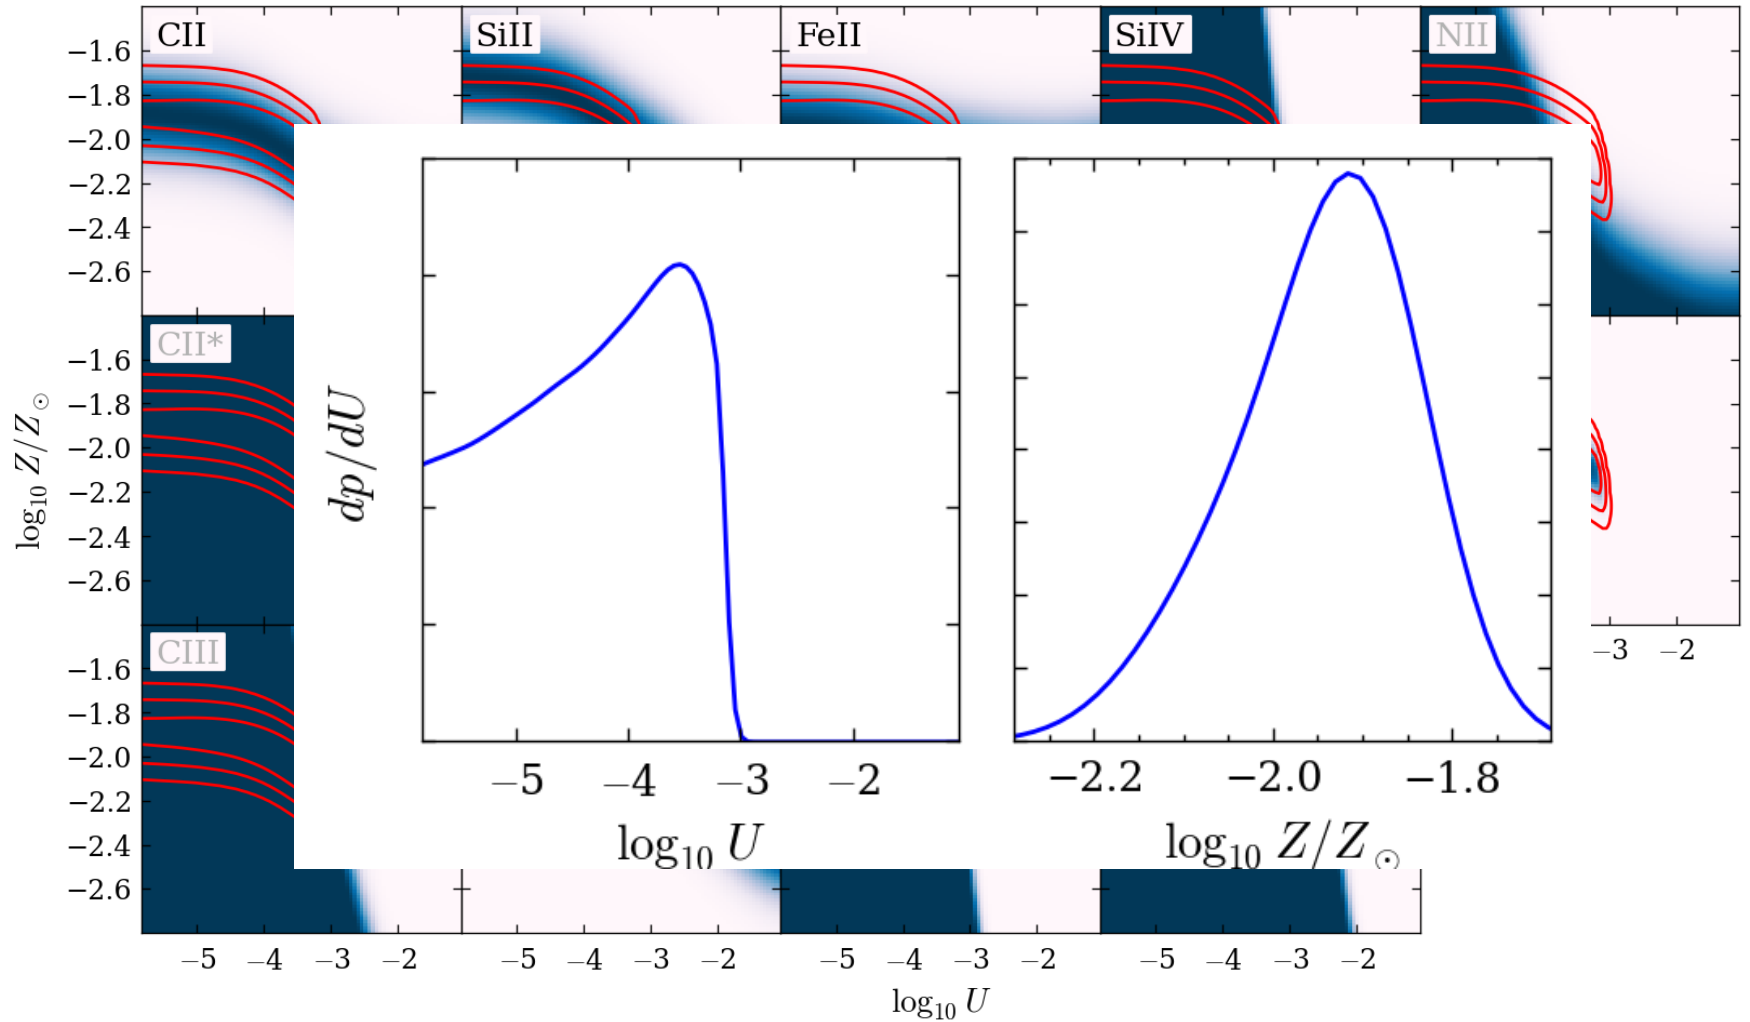 CII
SiII
FeII
SiIV
NII
−1.6
−1.8
−2.0
−2.2
−2.4
−2.6
CII*
−1.6
−1.8
−2.0
−2.2
−2.4
−2.6
log₁₀ Z/Z⊙
CIII
−1.6
−1.8
−2.0
−2.2
−2.4
−2.6
dp/dU
−5 −4 −3 −2
log₁₀ U
−2.2 −2.0 −1.8
log₁₀ Z/Z⊙
−3 −2
−5 −4 −3 −2
−5 −4 −3 −2
−5 −4 −3 −2
−5 −4 −3 −2
log₁₀ U